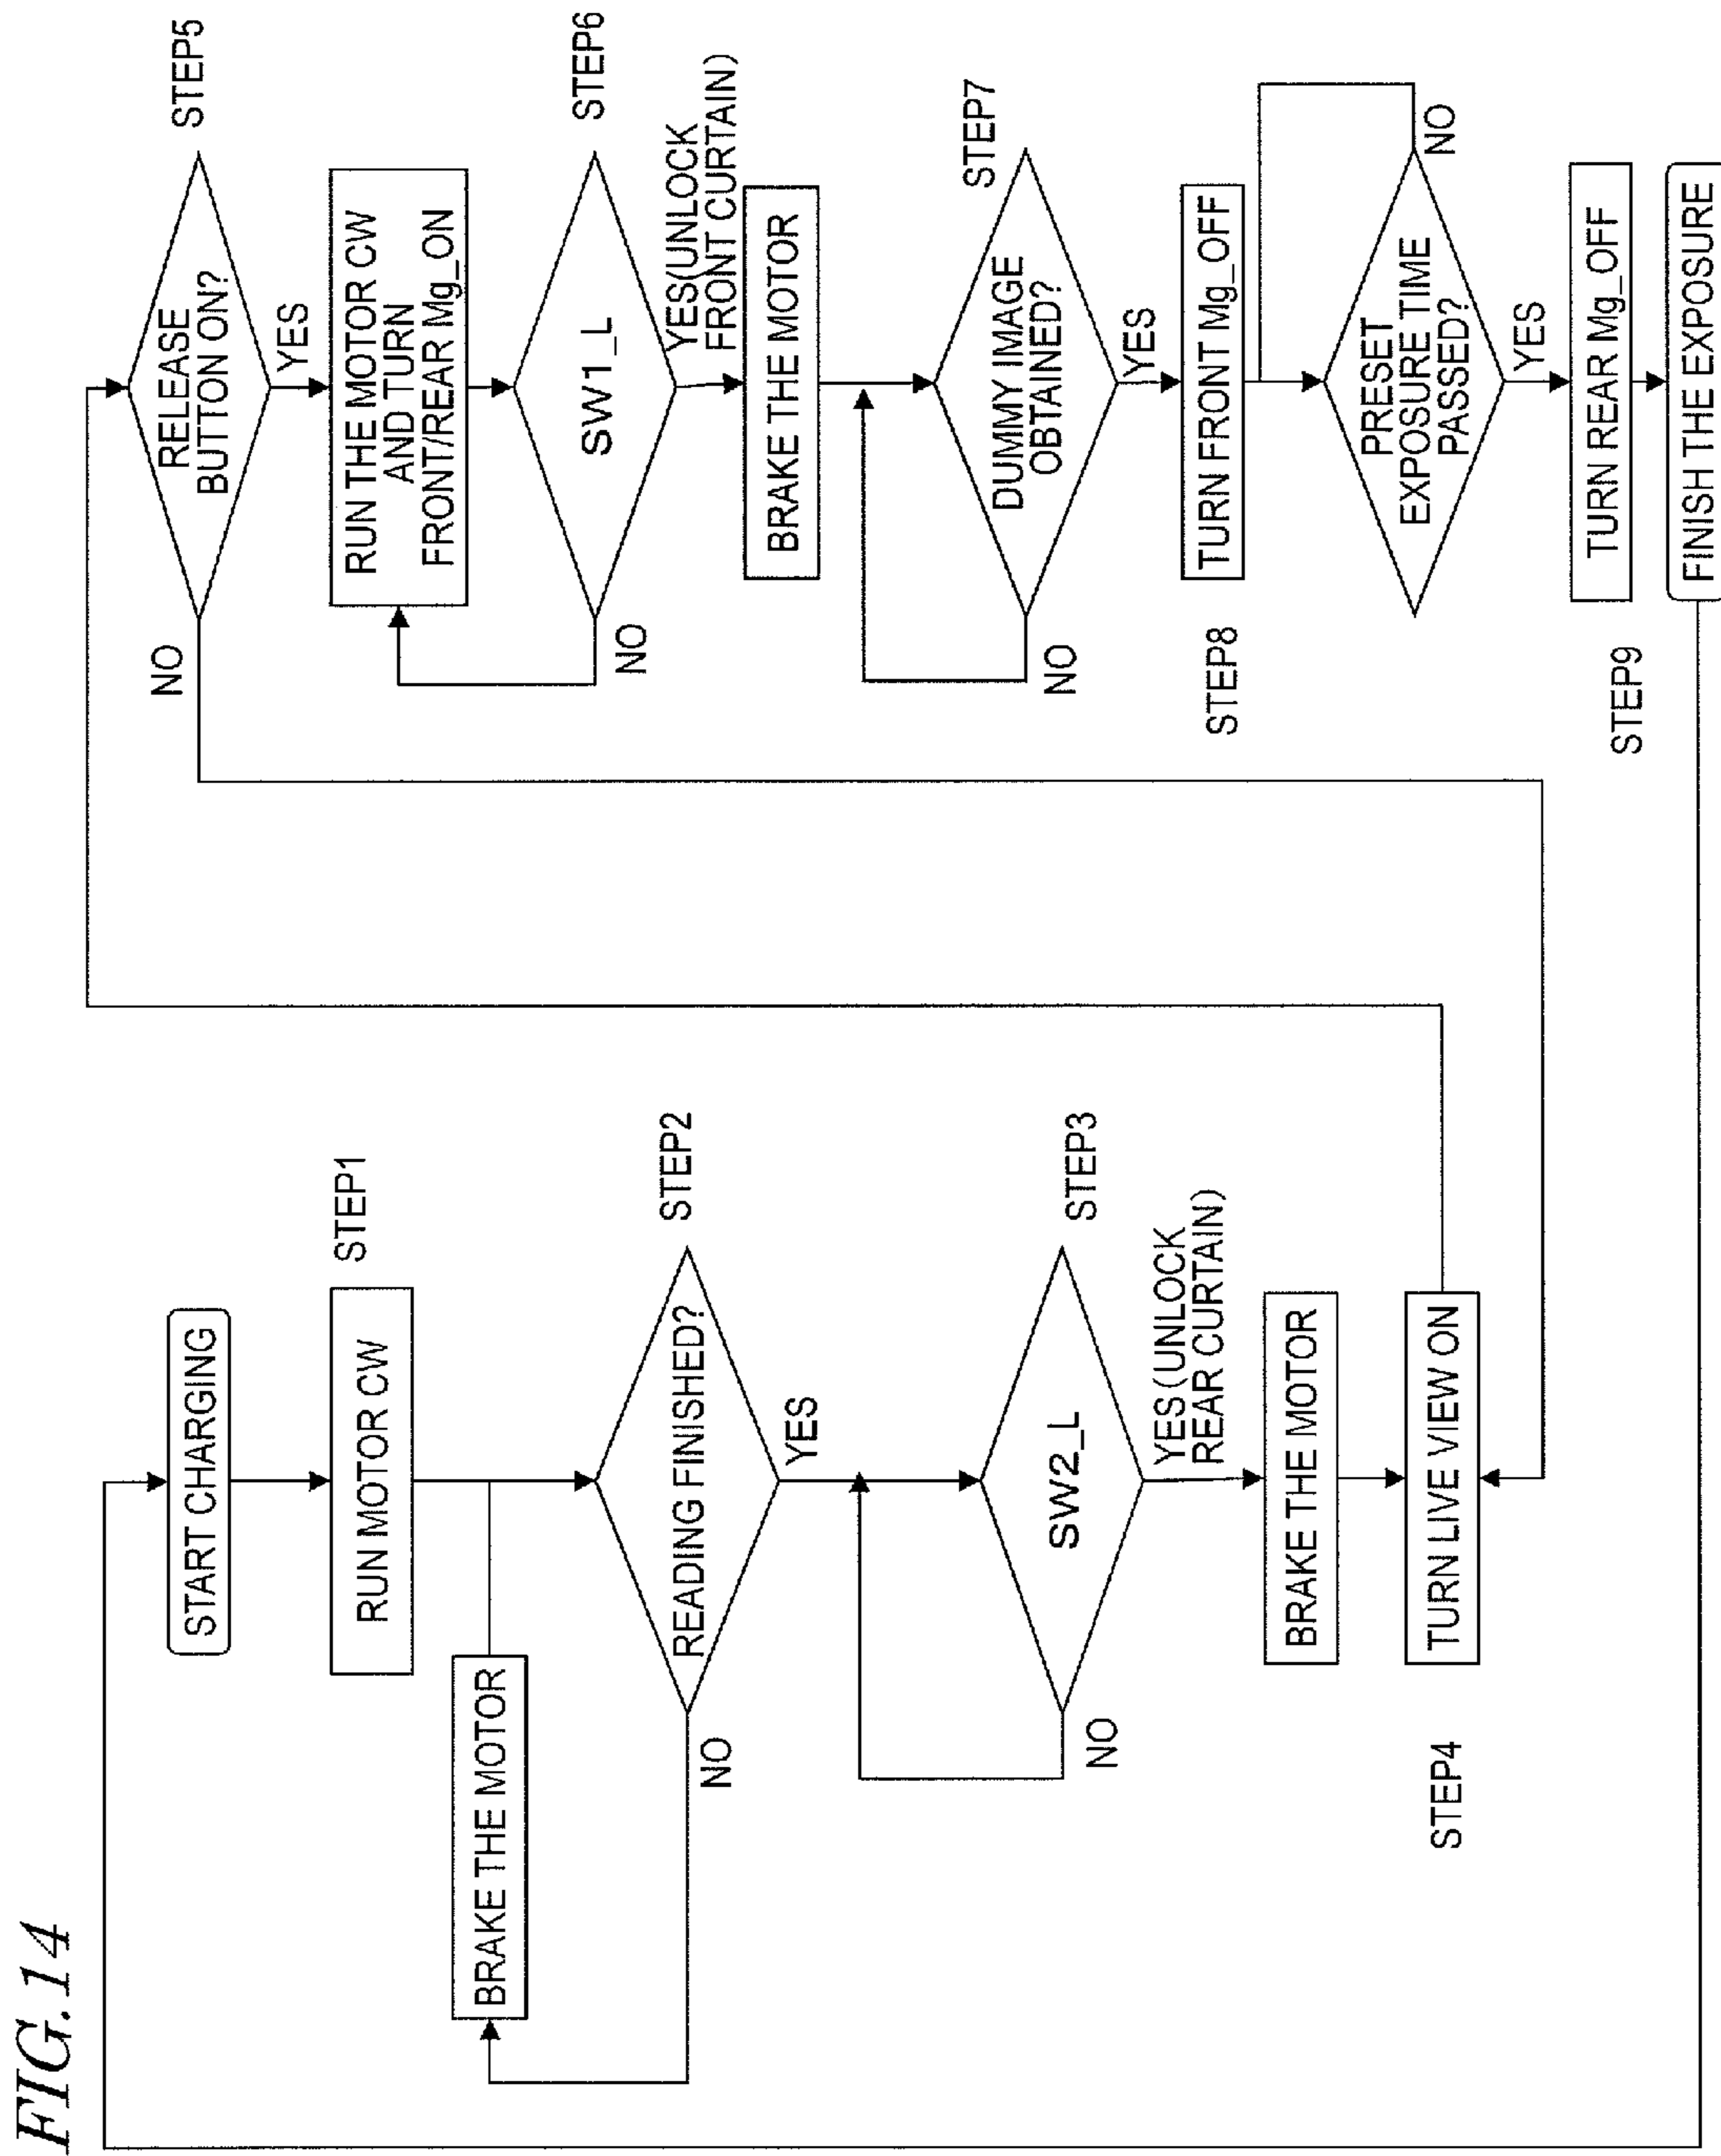 FIG.14
START CHARGING
RUN MOTOR CW
STEP1
BRAKE THE MOTOR
READING FINISHED?
STEP2
NO
YES
SW2_L
STEP3
NO
YES(UNLOCK
REAR CURTAIN)
BRAKE THE MOTOR
TURN LIVE VIEW ON
STEP4
RELEASE
BUTTON ON?
STEP5
NO
YES
RUN THE MOTOR CW
AND TURN
FRONT/REAR Mg_ON
SW1_L
STEP6
NO
YES(UNLOCK
FRONT CURTAIN)
BRAKE THE MOTOR
DUMMY IMAGE
OBTAINED?
STEP7
NO
YES
TURN FRONT Mg_OFF
STEP8
PRESET
EXPOSURE TIME
PASSED?
NO
YES
TURN REAR Mg_OFF
STEP9
FINISH THE EXPOSURE